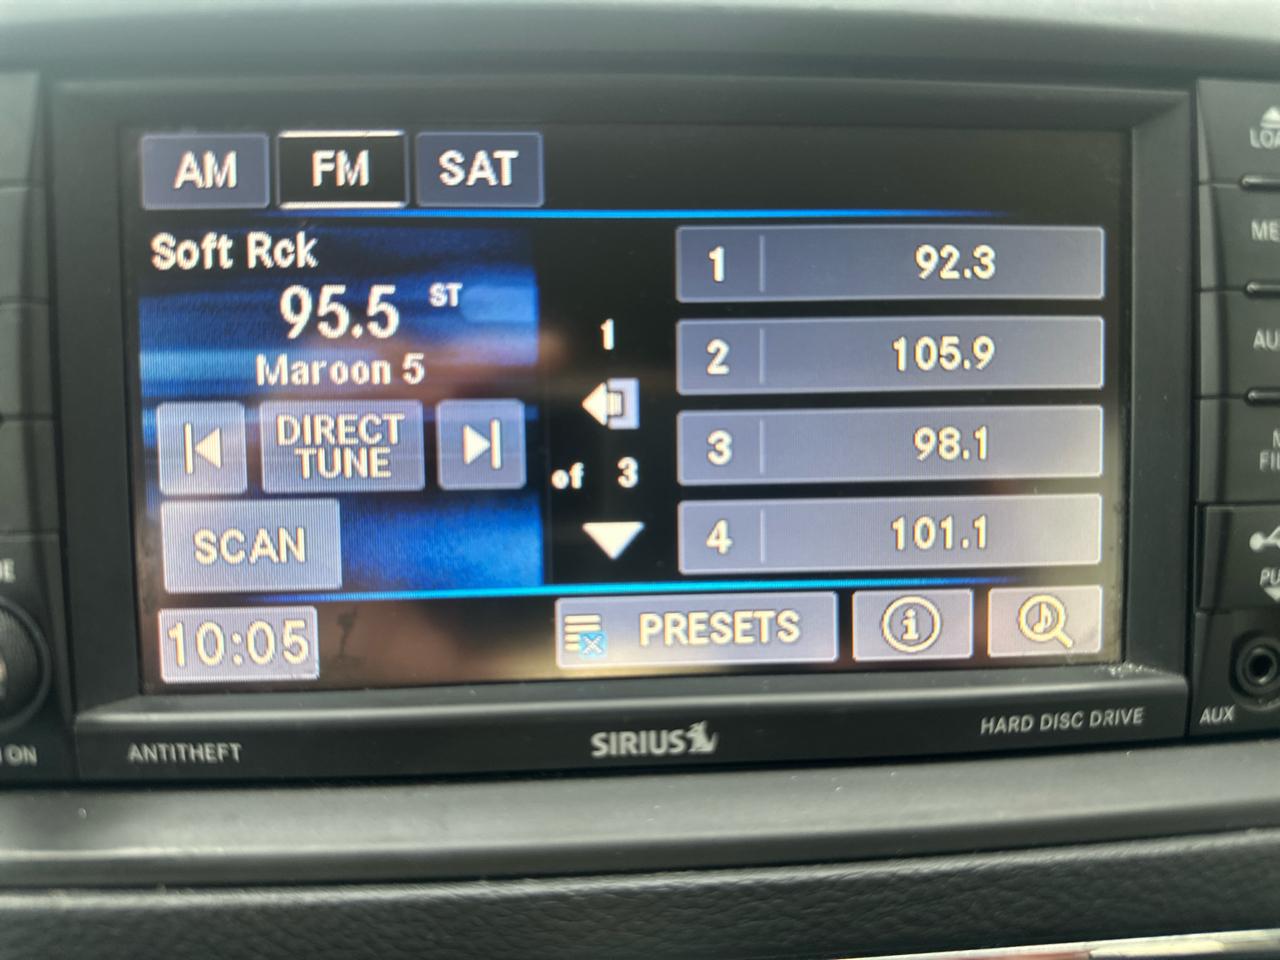 AM FM SAT
Soft Rck
95.5 ST
Maroon 5
DIRECT
TUNE
SCAN
10:05
1
of 3
1 92.3
2 105.9
3 98.1
4 101.1
PRESETS
ANTITHEFT
SIRIUS
HARD DISC DRIVE
AUX
ON